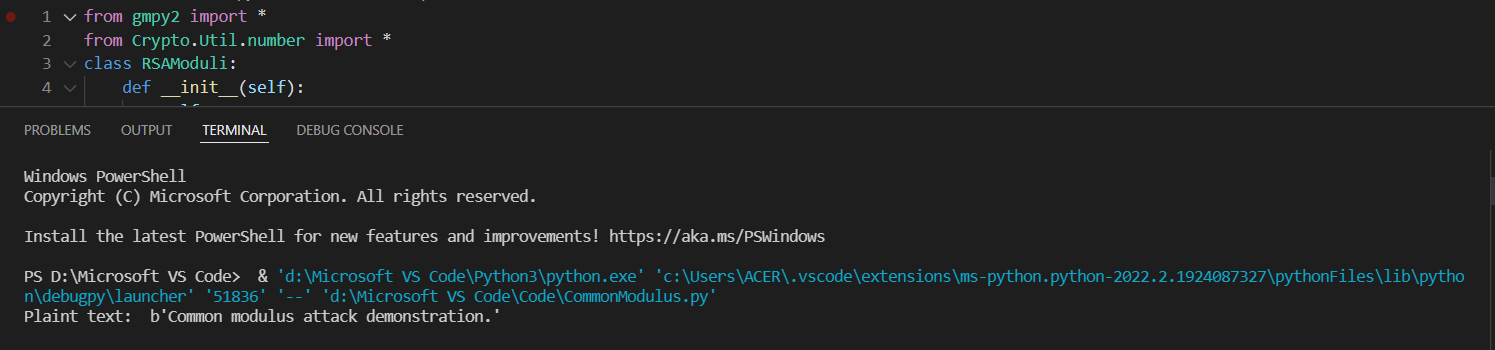 1 from gmpy2 import *
2 from Crypto.Util.number import *
3 class RSAModuli:
4 def __init__(self):
PROBLEMS OUTPUT TERMINAL DEBUG CONSOLE
Windows PowerShell
Copyright (C) Microsoft Corporation. All rights reserved.
Install the latest PowerShell for new features and improvements! https://aka.ms/PSWindows
PS D:\Microsoft VS Code>  & 'd:\Microsoft VS Code\Python3\python.exe' 'c:\Users\ACER\.vscode\extensions\ms-python.python-2022.2.1924087327\pythonFiles\lib\pytho
n\debugpy\launcher' '51836' '--' 'd:\Microsoft VS Code\Code\CommonModulus.py'
Plaint text:  b'Common modulus attack demonstration.'